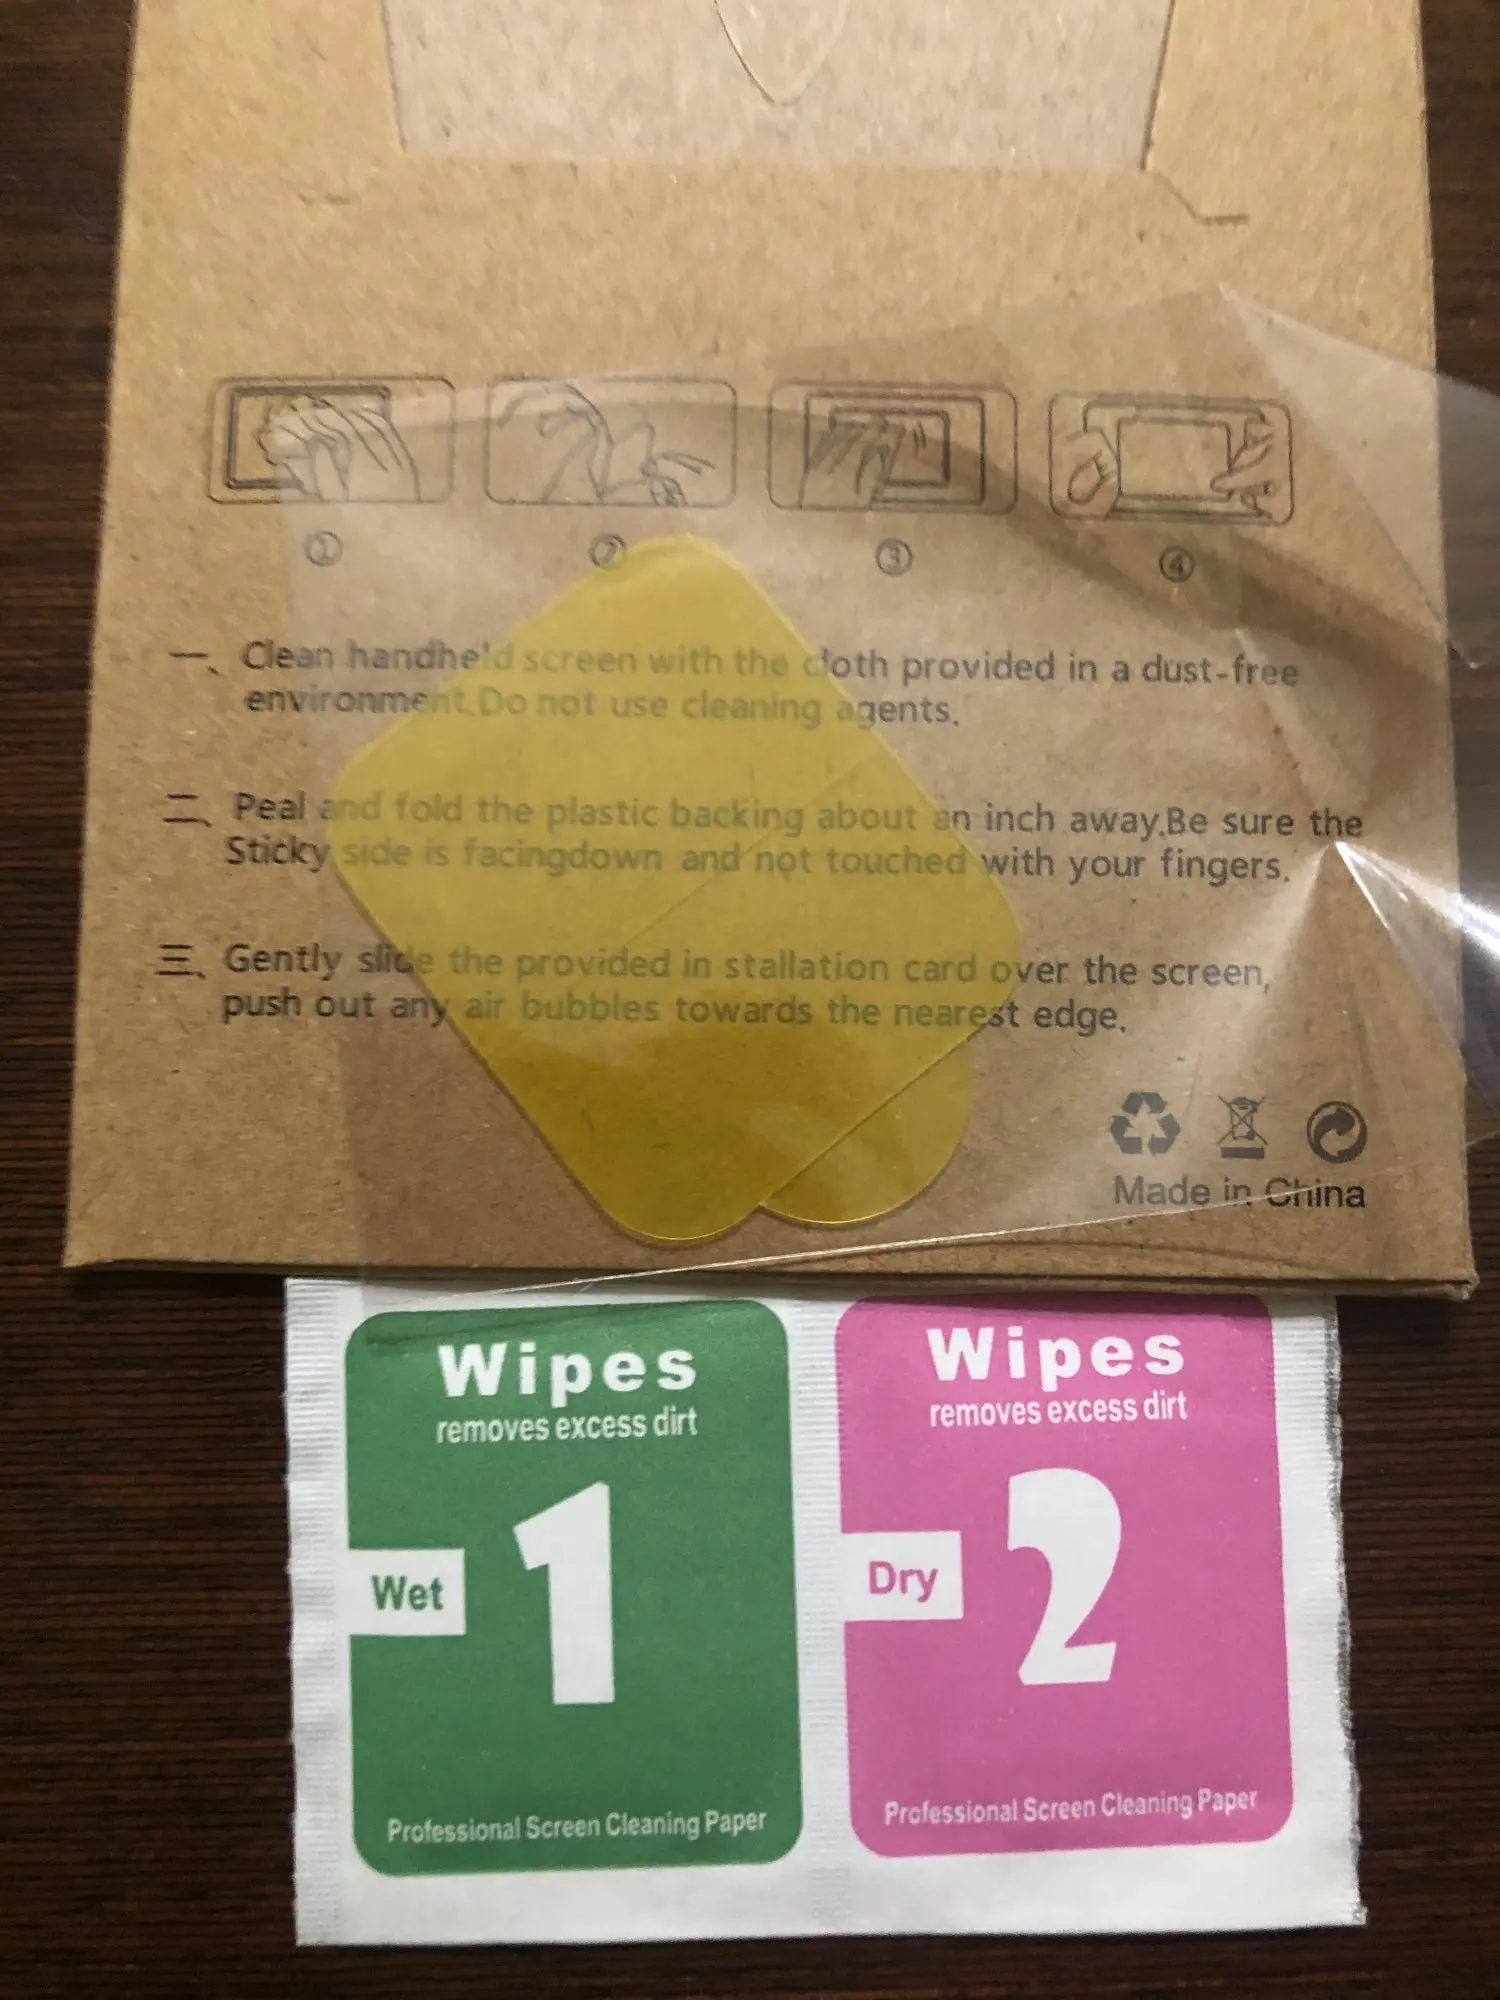 ① ② ③ ④
一、Clean handheld screen with the cloth provided in a dust-free
environment.Do not use cleaning agents.
二、Peal and fold the plastic backing about an inch away.Be sure the
Sticky side is facingdown and not touched with your fingers.
三、Gently slide the provided in stallation card over the screen,
push out any air bubbles towards the nearest edge.
Made in China
Wipes
removes excess dirt
1
Wet
Professional Screen Cleaning Paper
Wipes
removes excess dirt
2
Dry
Professional Screen Cleaning Paper